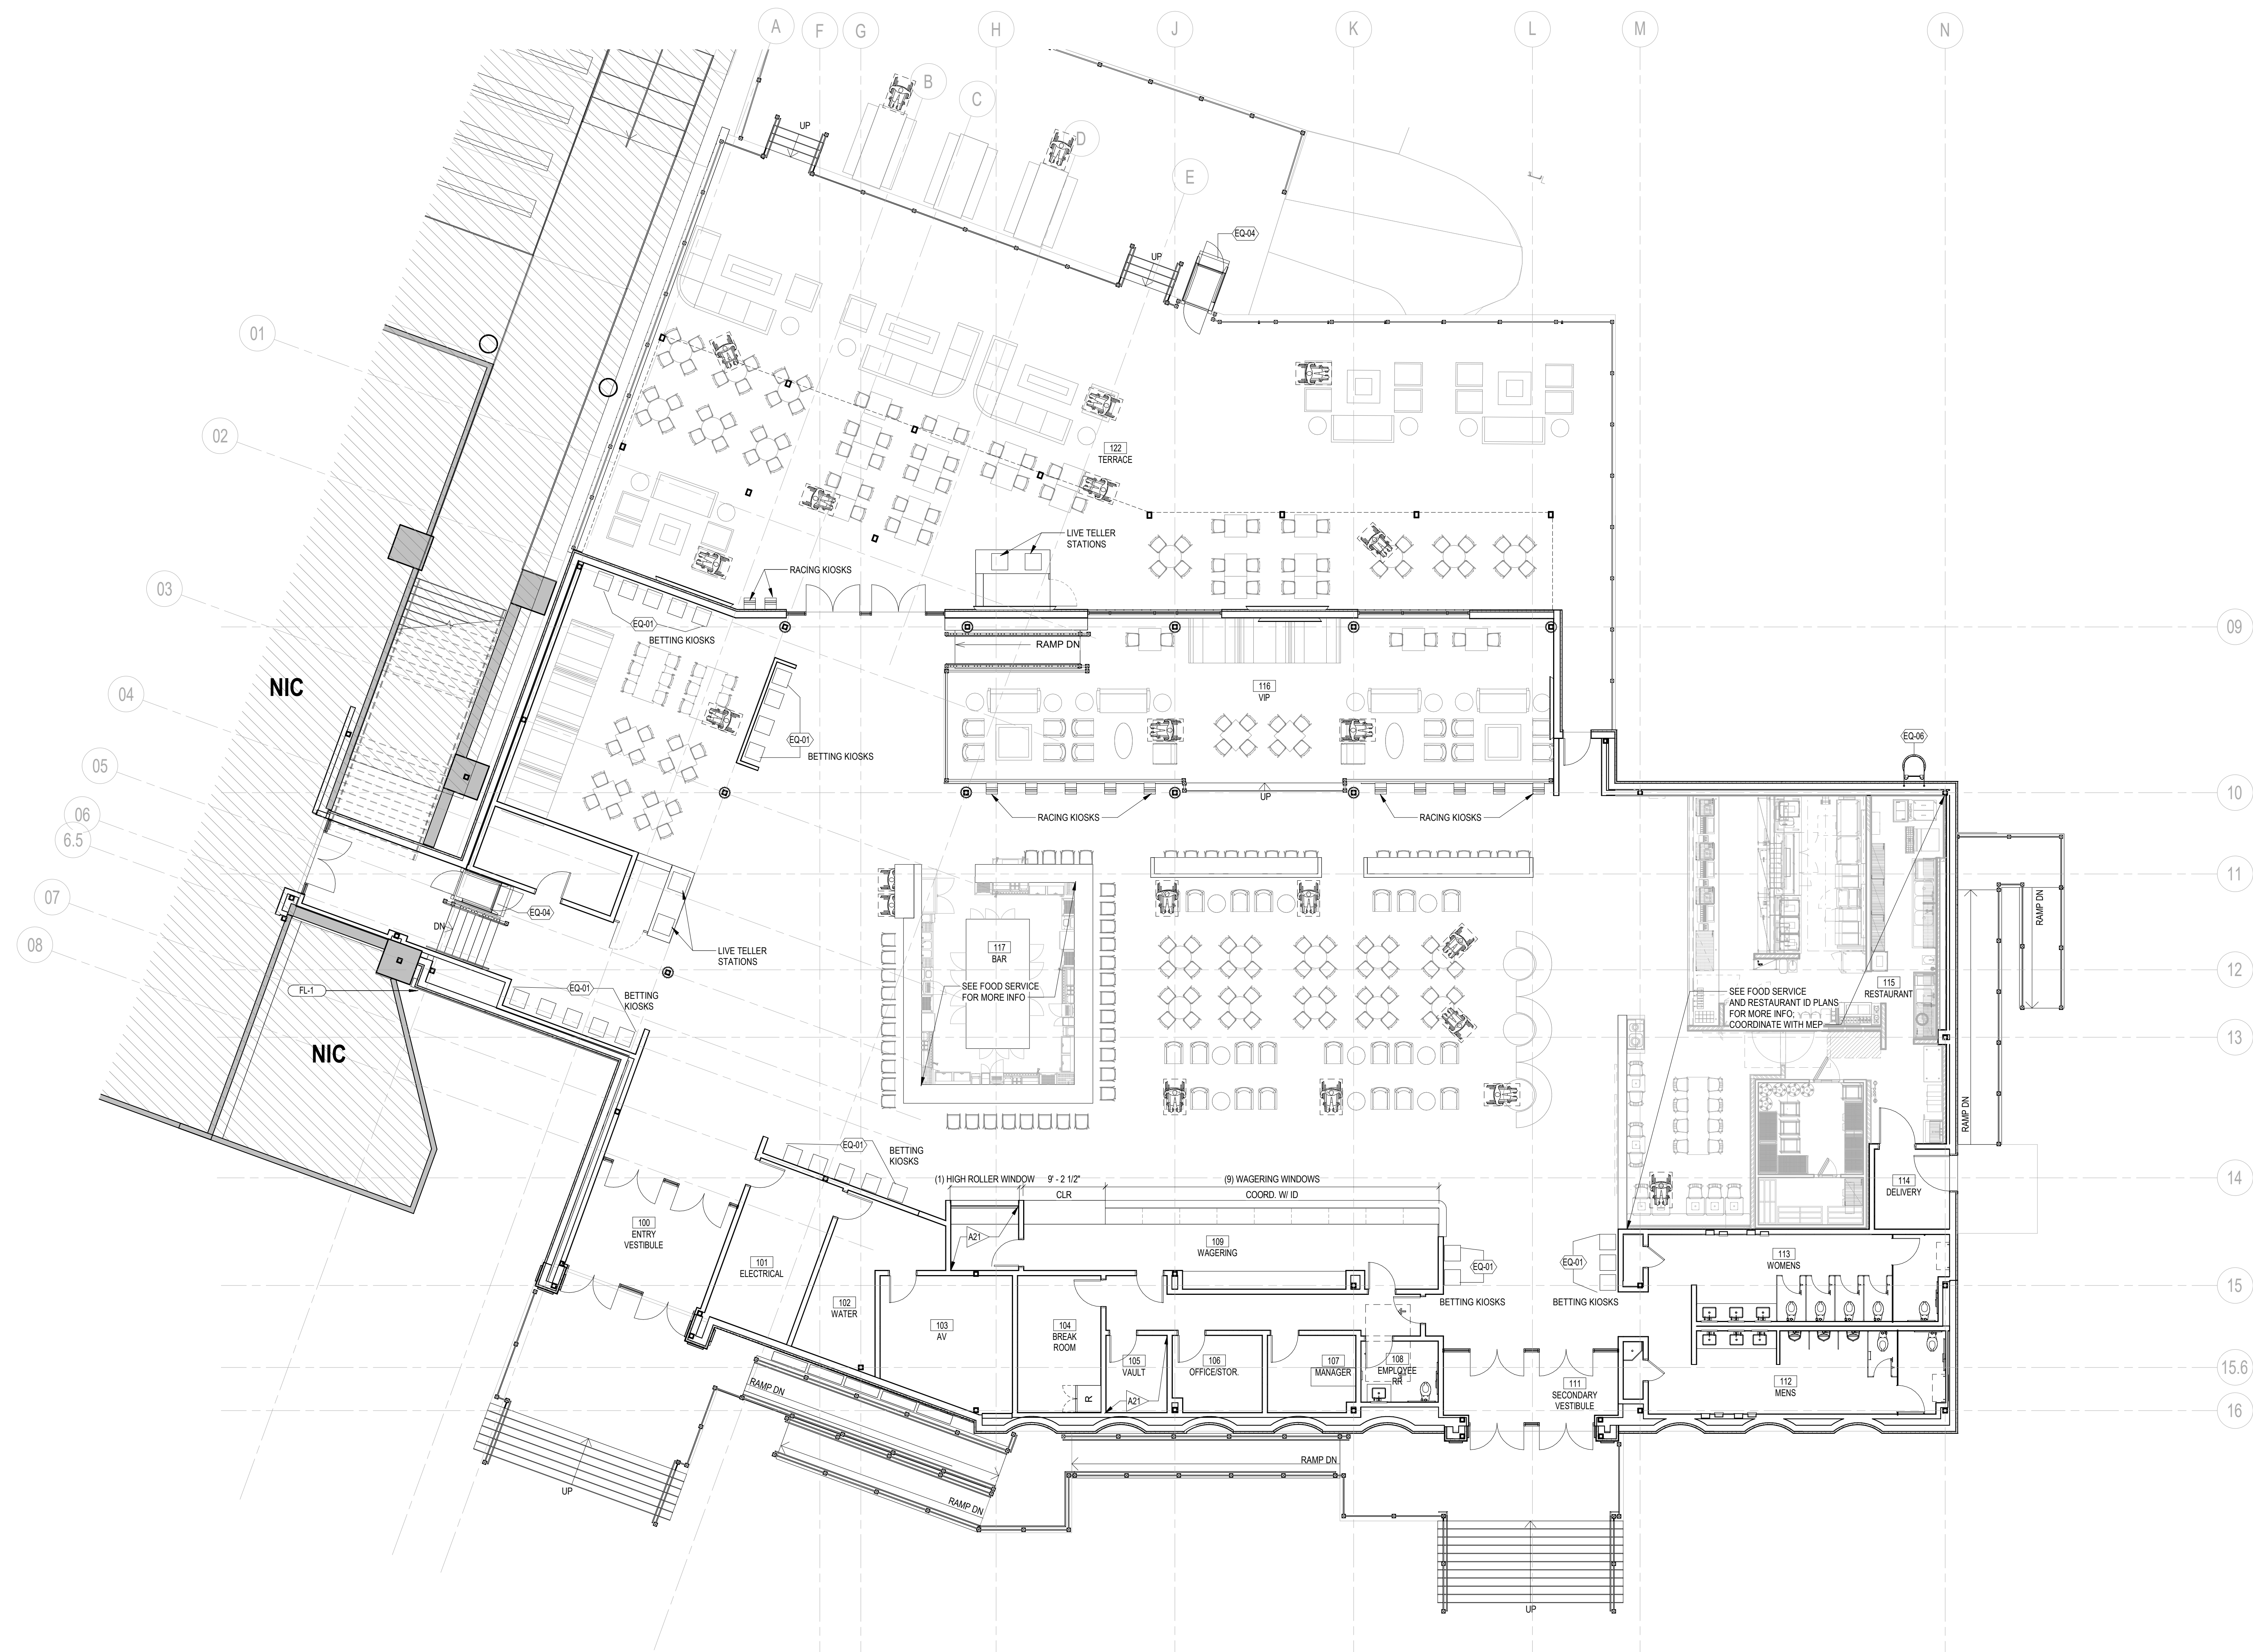 A
F
G
H
J
K
L
M
N
B
C
D
E
UP
UP
EQ-04
01
02
03
04
05
06
6.5
07
08
122
TERRACE
LIVE TELLER
STATIONS
RACING KIOSKS
EQ-01
BETTING KIOSKS
RAMP DN
09
NIC
116
VIP
EQ-01
BETTING KIOSKS
EQ-06
UP
10
RACING KIOSKS
RACING KIOSKS
11
EQ-04
DN
RAMP DN
117
BAR
LIVE TELLER
STATIONS
12
FL-1
EQ-01
BETTING
KIOSKS
SEE FOOD SERVICE
FOR MORE INFO
115
RESTAURANT
SEE FOOD SERVICE
AND RESTAURANT ID PLANS
FOR MORE INFO;
COORDINATE WITH MEP
NIC
13
RAMP DN
EQ-01
BETTING
KIOSKS
(1) HIGH ROLLER WINDOW
9' - 2 1/2"
CLR
(9) WAGERING WINDOWS
COORD. W/ ID
14
114
DELIVERY
100
ENTRY
VESTIBULE
A21
109
WAGERING
101
ELECTRICAL
EQ-01
BETTING KIOSKS
EQ-01
BETTING KIOSKS
113
WOMENS
15
102
WATER
103
AV
104
BREAK
ROOM
105
VAULT
106
OFFICE/STOR.
107
MANAGER
108
EMPLOYEE
RR
111
SECONDARY
VESTIBULE
112
MENS
15.6
A21
R
16
RAMP DN
RAMP DN
RAMP DN
UP
UP